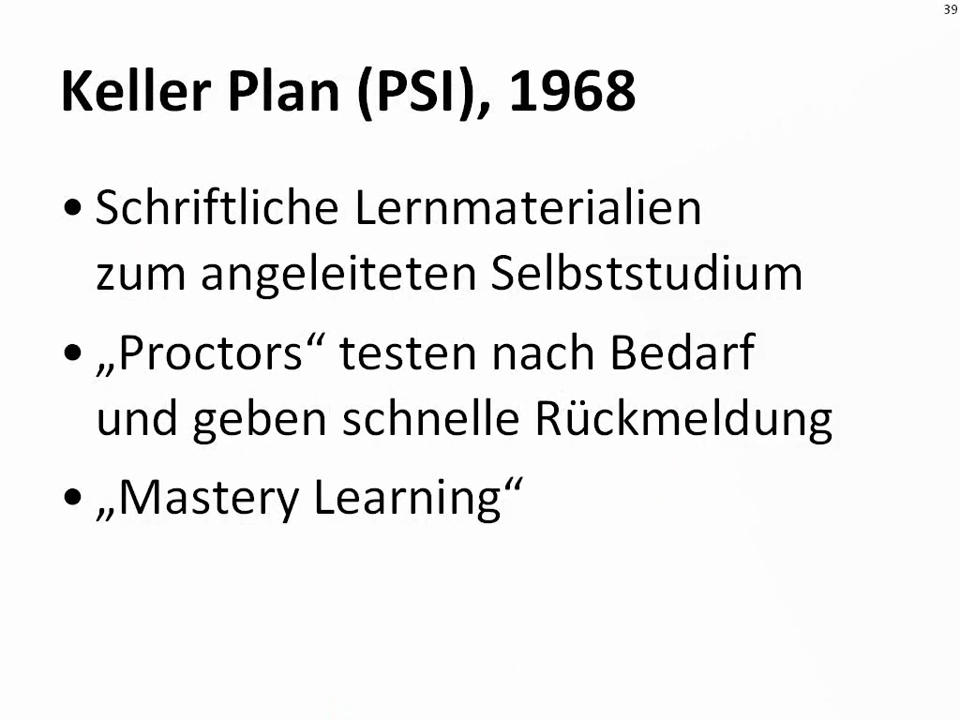 39
Keller Plan (PSI), 1968
• Schriftliche Lernmaterialien
zum angeleiteten Selbststudium
• „Proctors“ testen nach Bedarf
und geben schnelle Rückmeldung
• „Mastery Learning“